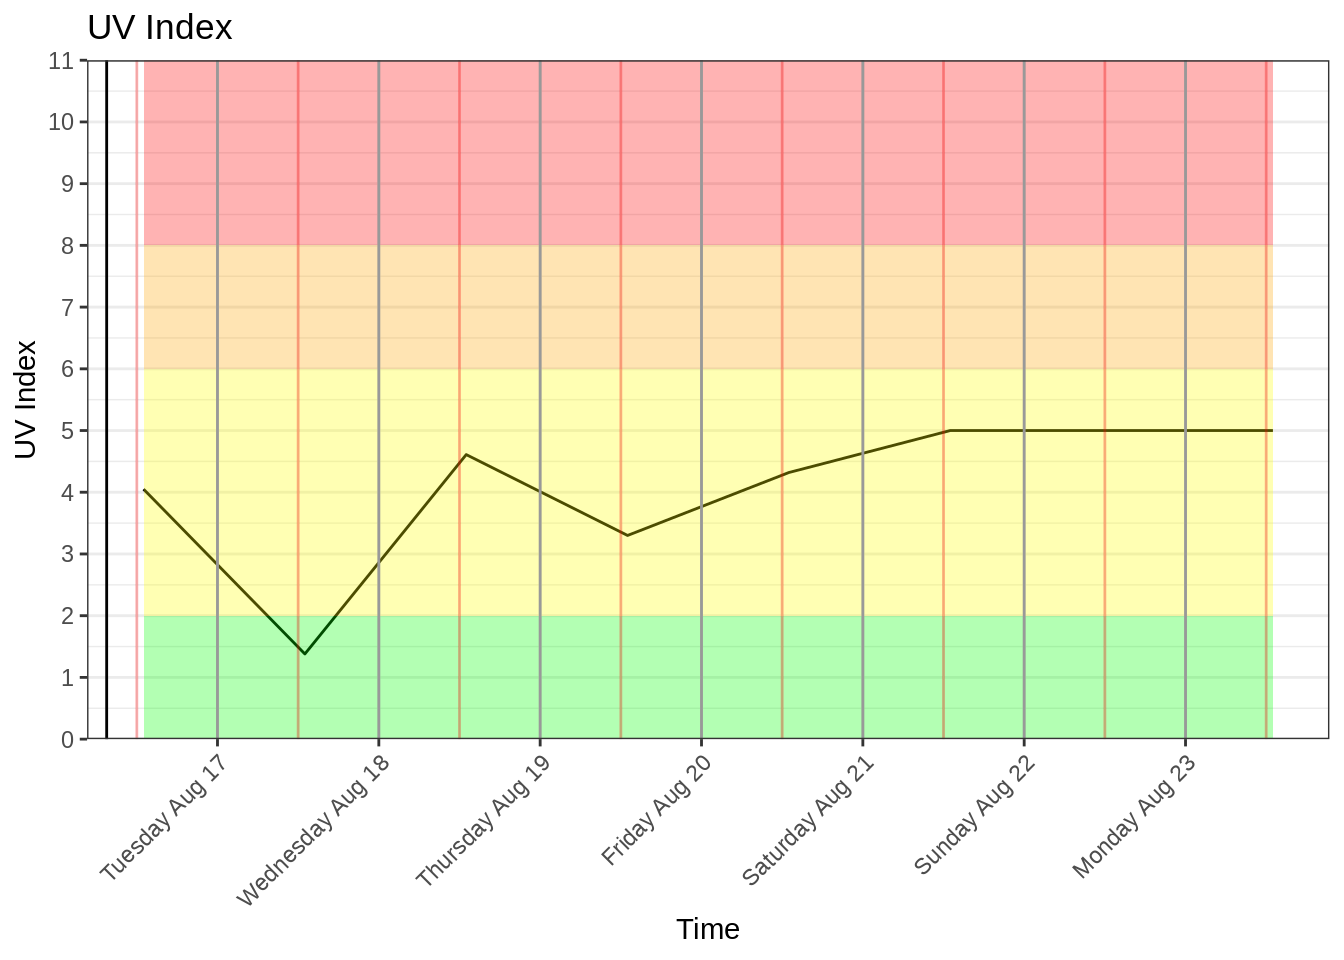 UV Index
11
10
9
8
7
6
5
4
3
2
1
0
UV Index
Tuesday Aug 17
Wednesday Aug 18
Thursday Aug 19
Friday Aug 20
Saturday Aug 21
Sunday Aug 22
Monday Aug 23
Time